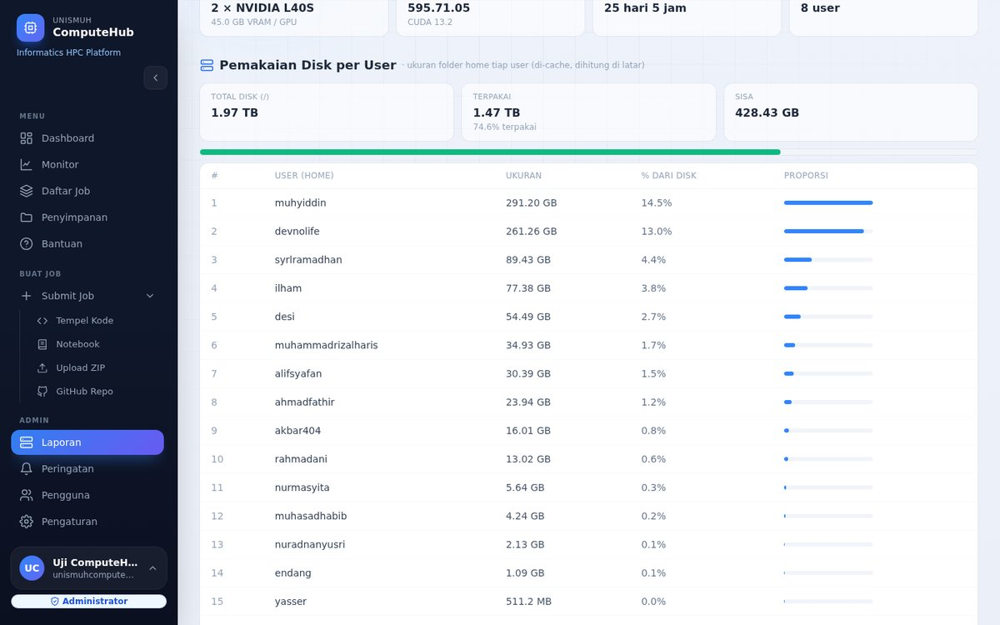 UNISMUH
ComputeHub
Informatics HPC Platform
MENU
Dashboard
Monitor
Daftar Job
Penyimpanan
Bantuan
BUAT JOB
Submit Job
Tempel Kode
Notebook
Upload ZIP
GitHub Repo
ADMIN
Laporan
Peringatan
Pengguna
Pengaturan
UC
Uji ComputeH...
unismuhcompute...
Administrator
2 × NVIDIA L40S
45.0 GB VRAM / GPU
595.71.05
CUDA 13.2
25 hari 5 jam
8 user
Pemakaian Disk per User · ukuran folder home tiap user (di-cache, dihitung di latar)
TOTAL DISK (/)
1.97 TB
TERPAKAI
1.47 TB
74.6% terpakai
SISA
428.43 GB
# USER (HOME) UKURAN % DARI DISK PROPORSI
1 muhyiddin 291.20 GB 14.5%
2 devnolife 261.26 GB 13.0%
3 syrlramadhan 89.43 GB 4.4%
4 ilham 77.38 GB 3.8%
5 desi 54.49 GB 2.7%
6 muhammadrizalharis 34.93 GB 1.7%
7 alifsyafan 30.39 GB 1.5%
8 ahmadfathir 23.94 GB 1.2%
9 akbar404 16.01 GB 0.8%
10 rahmadani 13.02 GB 0.6%
11 nurmasyita 5.64 GB 0.3%
12 muhasadhabib 4.24 GB 0.2%
13 nuradnanyusri 2.13 GB 0.1%
14 endang 1.09 GB 0.1%
15 yasser 511.2 MB 0.0%